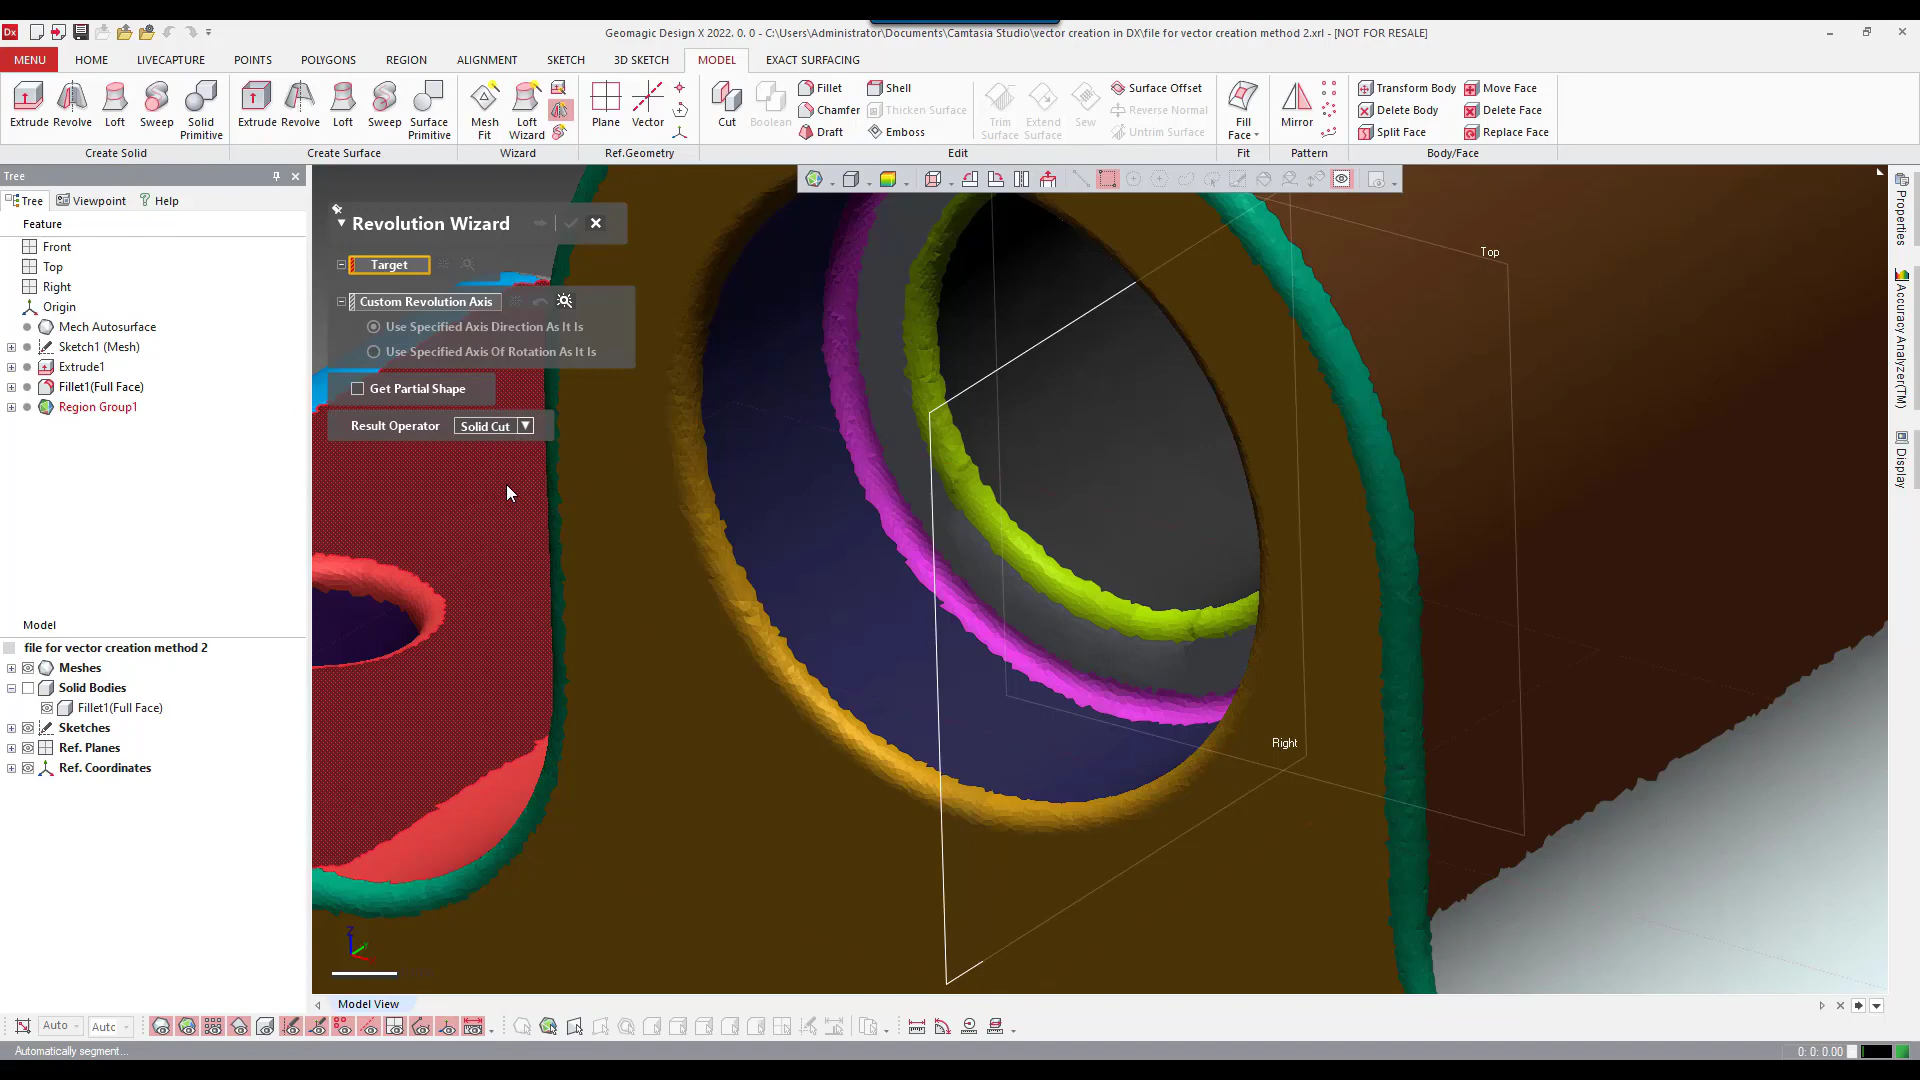 Dx
Geomagic Design X 2022. 0. 0 - C:\Users\Administrator\Documents\Camtasia Studio\vector creation in DX\file for vector creation method 2.xrl - [NOT FOR RESALE]
MENU HOME LIVECAPTURE POINTS POLYGONS REGION ALIGNMENT SKETCH 3D SKETCH MODEL EXACT SURFACING
Extrude Revolve Loft Sweep Solid Primitive
Create Solid
Extrude Revolve Loft Sweep Surface Primitive
Create Surface
Mesh Fit Loft Wizard
Wizard
Plane Vector
Ref.Geometry
Cut Boolean
Fillet Shell
Chamfer Thicken Surface
Draft Emboss
Trim Surface Extend Surface Sew
Surface Offset
Reverse Normal
Untrim Surface
Edit
Fill Face
Fit
Mirror
Pattern
Transform Body Move Face
Delete Body Delete Face
Split Face Replace Face
Body/Face
Tree
Tree Viewpoint Help
Feature
Front
Top
Right
Origin
Mech Autosurface
Sketch1 (Mesh)
Extrude1
Fillet1(Full Face)
Region Group1
Model
file for vector creation method 2
Meshes
Solid Bodies
Fillet1(Full Face)
Sketches
Ref. Planes
Ref. Coordinates
Revolution Wizard
Target
Custom Revolution Axis
Use Specified Axis Direction As It Is
Use Specified Axis Of Rotation As It Is
Get Partial Shape
Result Operator Solid Cut
Top
Right
Z
Properties
Accuracy Analyzer(TM)
Display
Model View
Auto Auto
Automatically segment...
0: 0: 0.00